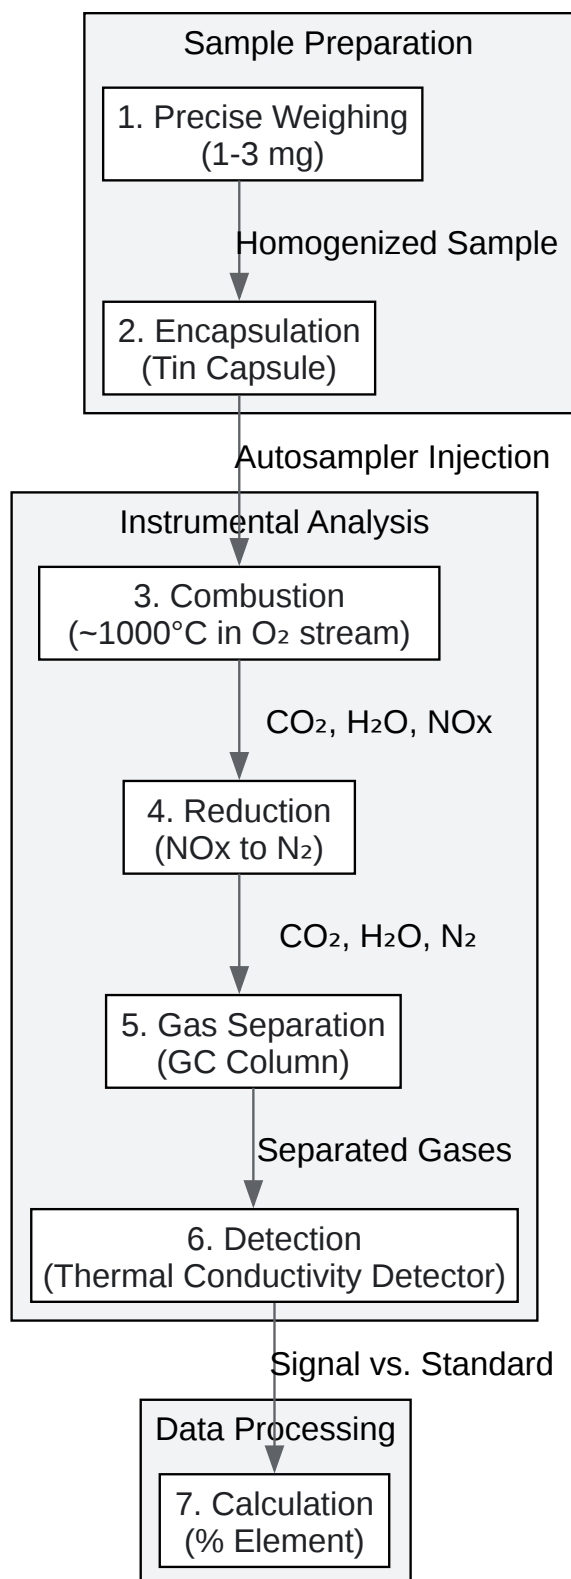 Sample Preparation
1. Precise Weighing
(1-3 mg)
Homogenized Sample
2. Encapsulation
(Tin Capsule)
Autosampler Injection
Instrumental Analysis
3. Combustion
(~1000°C in O₂ stream)
CO₂, H₂O, NOx
4. Reduction
(NOx to N₂)
CO₂, H₂O, N₂
5. Gas Separation
(GC Column)
Separated Gases
6. Detection
(Thermal Conductivity Detector)
Signal vs. Standard
Data Processing
7. Calculation
(% Element)